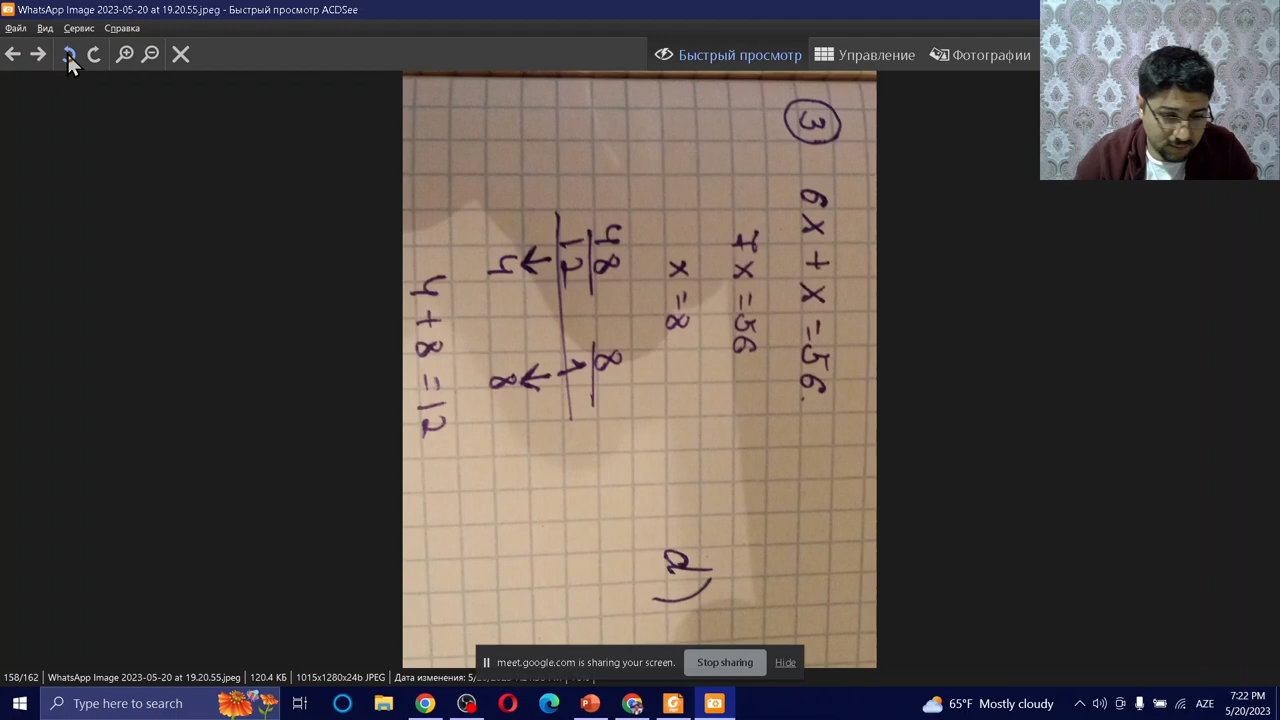 WhatsApp Image 2023-05-20 at 19.20.55.jpeg - Быстрый просмотр ACDSee
Файл Вид Сервис Справка
Быстрый просмотр Управление Фотографии
3
6x + x = 56.
7x = 56
x = 8
d)
48 8
12 1
4 8
4 + 8 = 12
meet.google.com is sharing your screen. Stop sharing Hide
158/162 WhatsApp Image 2023-05-20 at 19.20.55.jpeg 120.4 КБ 1015x1280x24b JPEG
Type here to search
65°F Mostly cloudy AZE 7:22 PM
5/20/2023